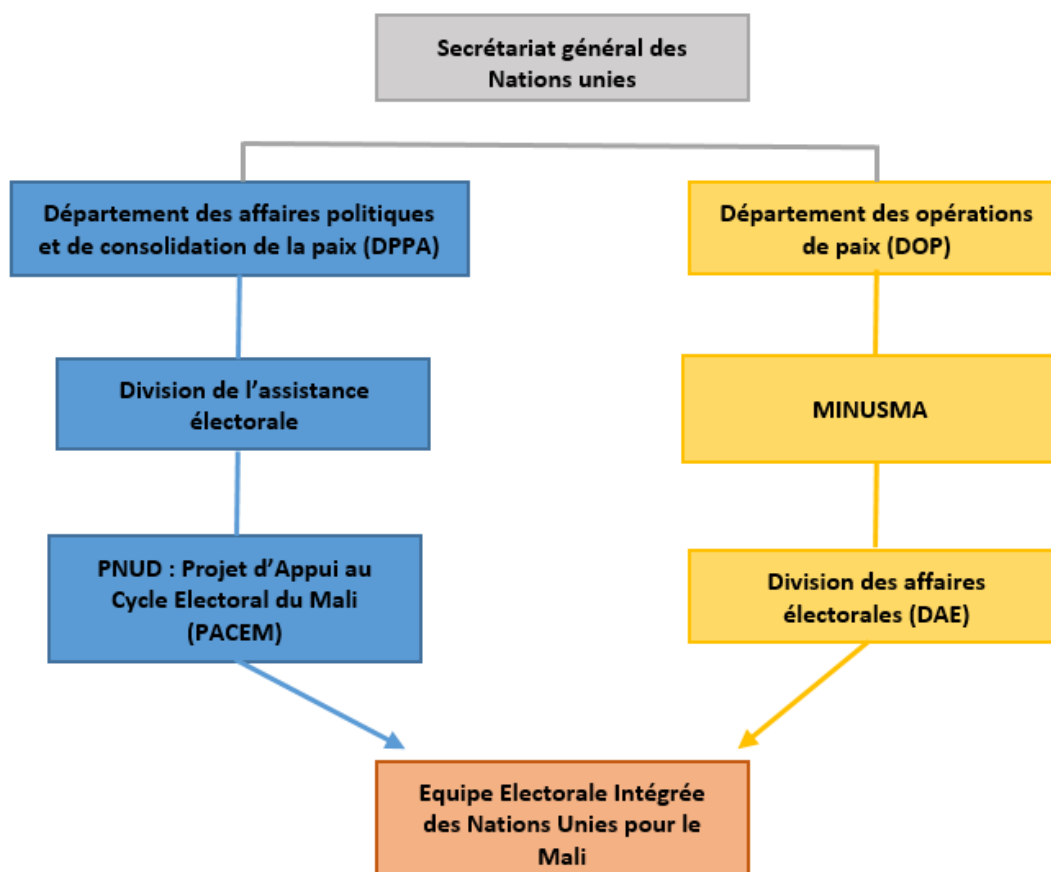 Secrétariat général des
Nations unies
Département des affaires politiques
et de consolidation de la paix (DPPA)
Département des opérations
de paix (DOP)
Division de l’assistance
électorale
MINUSMA
PNUD : Projet d’Appui au
Cycle Electoral du Mali
(PACEM)
Division des affaires
électorales (DAE)
Equipe Electorale Intégrée
des Nations Unies pour le
Mali